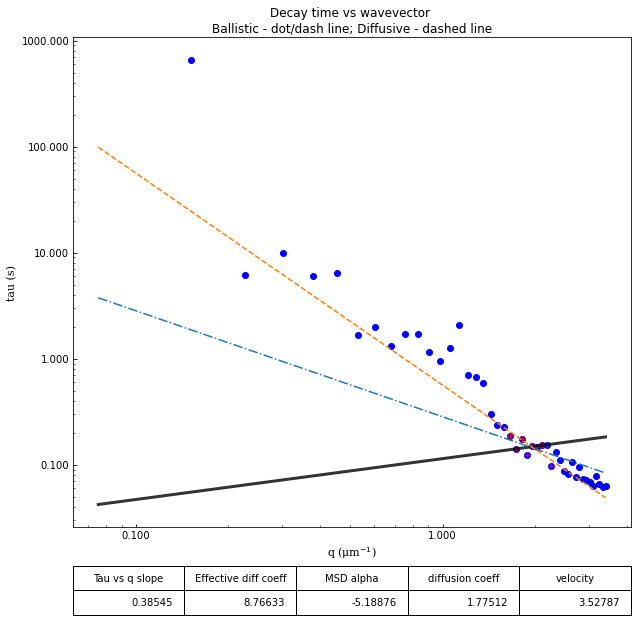 Decay time vs wavevector
Ballistic - dot/dash line; Diffusive - dashed line
1000.000
100.000
10.000
1.000
0.100
tau (s)
0.100 1.000
q (μm⁻¹)
Tau vs q slope Effective diff coeff MSD alpha diffusion coeff velocity
0.38545 8.76633 -5.18876 1.77512 3.52787